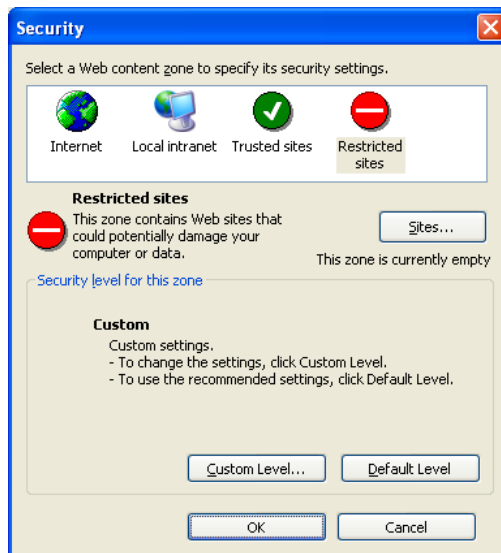 Security
Select a Web content zone to specify its security settings.
Internet
Local intranet
Trusted sites
Restricted
sites
Restricted sites
This zone contains Web sites that
could potentially damage your
computer or data.
Sites...
This zone is currently empty
Security level for this zone
Custom
Custom settings.
- To change the settings, click Custom Level.
- To use the recommended settings, click Default Level.
Custom Level...
Default Level
OK
Cancel